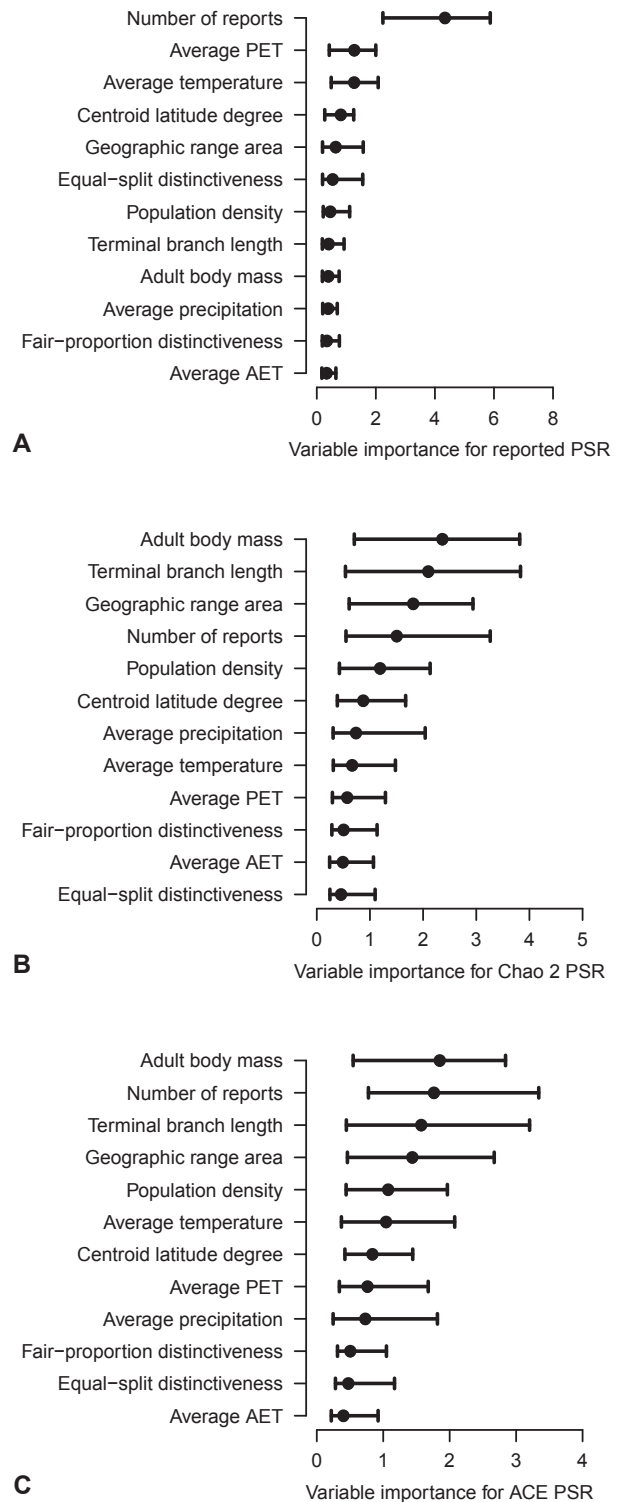 Number of reports
Average PET
Average temperature
Centroid latitude degree
Geographic range area
Equal−split distinctiveness
Population density
Terminal branch length
Adult body mass
Average precipitation
Fair−proportion distinctiveness
Average AET
0 2 4 6 8
A
Variable importance for reported PSR
Adult body mass
Terminal branch length
Geographic range area
Number of reports
Population density
Centroid latitude degree
Average precipitation
Average temperature
Average PET
Fair−proportion distinctiveness
Average AET
Equal−split distinctiveness
0 1 2 3 4 5
B
Variable importance for Chao 2 PSR
Adult body mass
Number of reports
Terminal branch length
Geographic range area
Population density
Average temperature
Centroid latitude degree
Average PET
Average precipitation
Fair−proportion distinctiveness
Equal−split distinctiveness
Average AET
0 1 2 3 4
C
Variable importance for ACE PSR